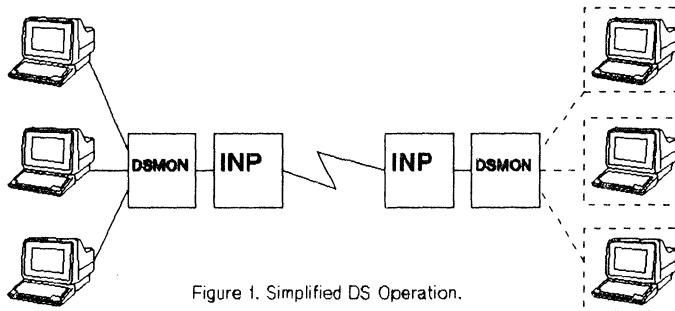 DSMON
INP
INP
DSMON
Figure 1. Simplified DS Operation.